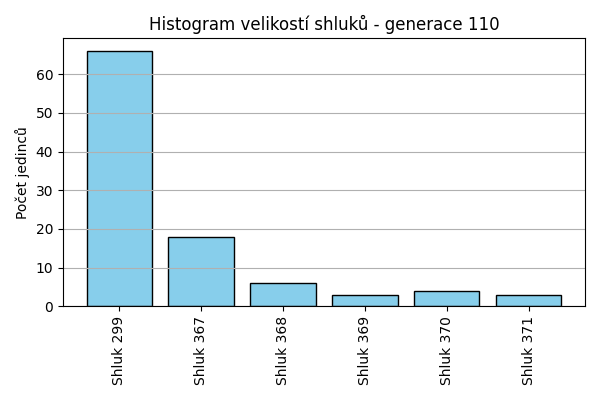 Histogram velikostí shluků - generace 110
Počet jedinců
60
50
40
30
20
10
0
Shluk 299
Shluk 367
Shluk 368
Shluk 369
Shluk 370
Shluk 371